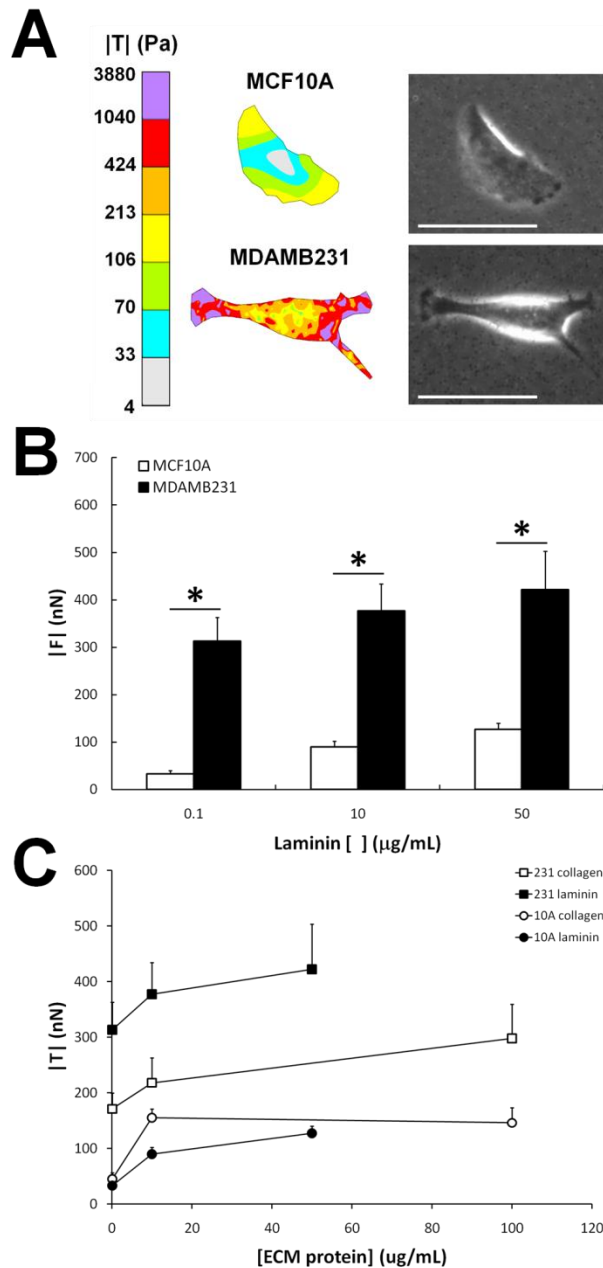 A
|T| (Pa)
3880
1040
424
213
106
70
33
4
MCF10A
MDAMB231
B
700
600
500
400
300
200
100
0
|F| (nN)
MCF10A
MDAMB231
*
*
*
0.1 10 50
Laminin [ ] (μg/mL)
C
600
500
400
300
200
100
0
|T| (nN)
231 collagen
231 laminin
10A collagen
10A laminin
0 20 40 60 80 100
[ECM protein] (ug/mL)